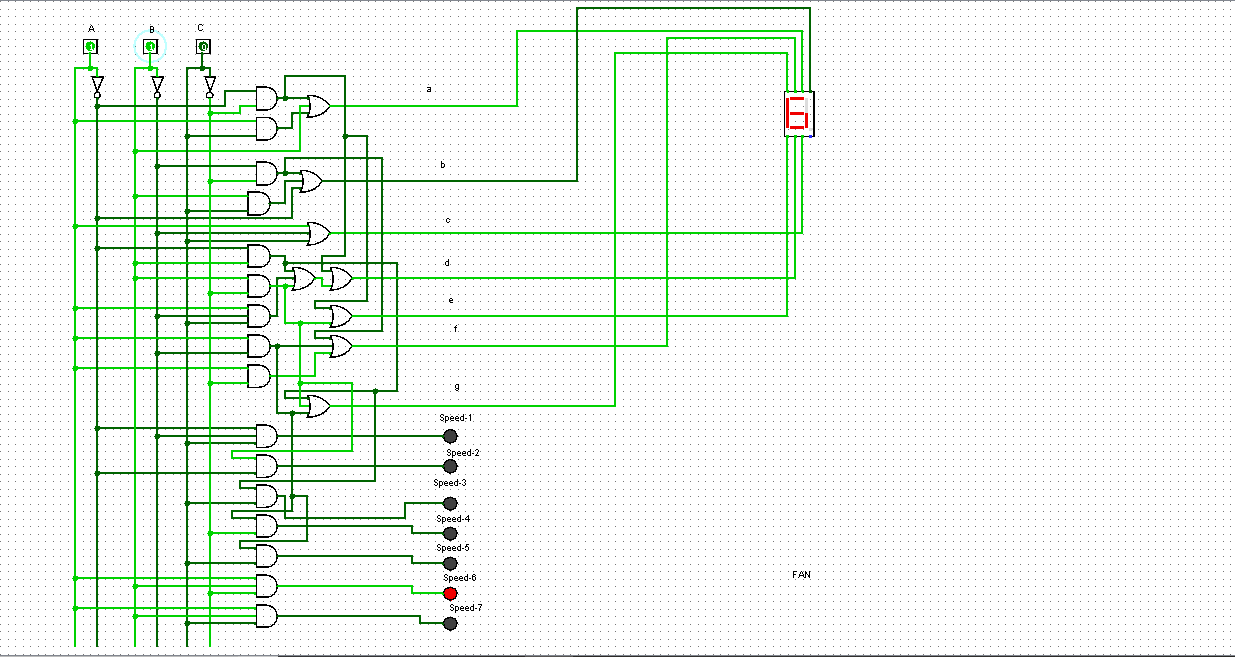 A B C
1 1 0
a
b
c
d
e
f
g
Speed-1
Speed-2
Speed-3
Speed-4
Speed-5
Speed-6
Speed-7
FAN